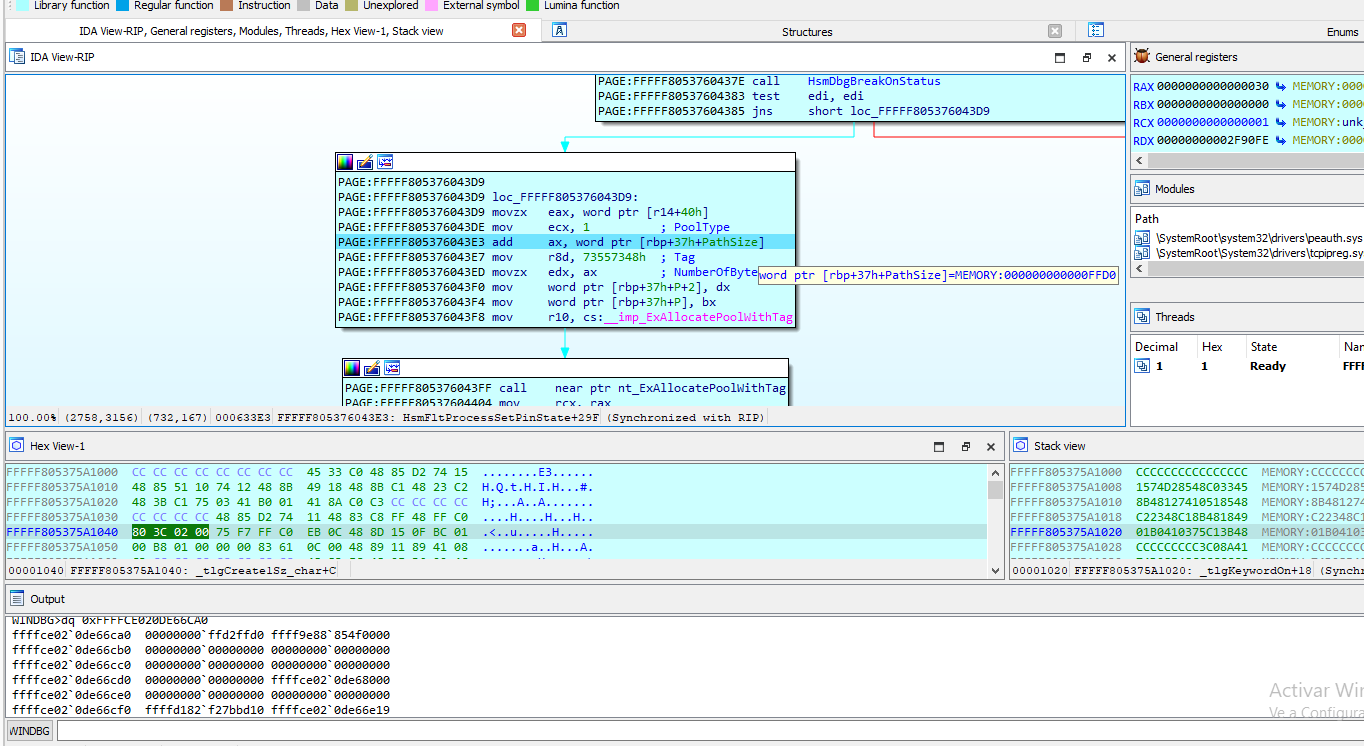 Library function Regular function Instruction Data Unexplored External symbol Lumina function
IDA View-RIP, General registers, Modules, Threads, Hex View-1, Stack view Structures Enums
IDA View-RIP
PAGE:FFFFF8053760437E call HsmDbgBreakOnStatus
PAGE:FFFFF80537604383 test edi, edi
PAGE:FFFFF80537604385 jns short loc_FFFFF805376043D9
PAGE:FFFFF805376043D9
PAGE:FFFFF805376043D9 loc_FFFFF805376043D9:
PAGE:FFFFF805376043D9 movzx eax, word ptr [r14+40h]
PAGE:FFFFF805376043DE mov ecx, 1 ; PoolType
PAGE:FFFFF805376043E3 add ax, word ptr [rbp+37h+PathSize]
PAGE:FFFFF805376043E7 mov r8d, 73557348h ; Tag
PAGE:FFFFF805376043ED movzx edx, ax ; NumberOfByte
word ptr [rbp+37h+PathSize]=MEMORY:000000000000FFD0
PAGE:FFFFF805376043F0 mov word ptr [rbp+37h+P+2], dx
PAGE:FFFFF805376043F4 mov word ptr [rbp+37h+P], bx
PAGE:FFFFF805376043F8 mov r10, cs:__imp_ExAllocatePoolWithTag
PAGE:FFFFF805376043FF call near ptr nt_ExAllocatePoolWithTag
PAGE:FFFFF80537604404 mov rcx, rax
100.00% (2758,3156) (732,167) 000633E3 FFFFF805376043E3: HsmFltProcessSetPinState+29F (Synchronized with RIP)
General registers
RAX 0000000000000030 MEMORY:000
RBX 0000000000000000 MEMORY:000
RCX 0000000000000001 MEMORY:unk
RDX 00000000002F90FE MEMORY:000
Modules
Path
\SystemRoot\system32\drivers\peauth.sys
\SystemRoot\System32\drivers\tcpipreg.sy
Threads
Decimal Hex State Nar
1 1 Ready FFFF
Hex View-1
FFFFF805375A1000 CC CC CC CC CC CC CC CC 45 33 C0 48 85 D2 74 15 ........E3......
FFFFF805375A1010 48 85 51 10 74 12 48 8B 49 18 48 8B C1 48 23 C2 H.Q.t.H.I.H...#.
FFFFF805375A1020 48 3B C1 75 03 41 B0 01 41 8A C0 C3 CC CC CC CC H;...A..A.......
FFFFF805375A1030 CC CC CC CC 48 85 D2 74 11 48 83 C8 FF 48 FF C0 ....H....H...H..
FFFFF805375A1040 80 3C 02 00 75 F7 FF C0 EB 0C 48 8D 15 0F BC 01 .<..u.....H.....
FFFFF805375A1050 00 B8 01 00 00 00 83 61 0C 00 48 89 11 89 41 08 .......a..H...A.
00001040 FFFFF805375A1040: _tlgCreate1Sz_char+C
Stack view
FFFFF805375A1000 CCCCCCCCCCCCCCCC MEMORY:CCCCCCC
FFFFF805375A1008 1574D28548C03345 MEMORY:1574D28
FFFFF805375A1010 8B48127410518548 MEMORY:8B48127
FFFFF805375A1018 C22348C18B481849 MEMORY:C22348C
FFFFF805375A1020 01B0410375C13B48 MEMORY:01B0410
FFFFF805375A1028 CCCCCCCCC3C08A41 MEMORY:CCCCCCC
00001020 FFFFF805375A1020: _tlgKeywordOn+18 (Synchr
Output
WINDBG>dq 0xFFFFCE020DE66CA0
ffffce02`0de66ca0 00000000`ffd2ffd0 ffff9e88`854f0000
ffffce02`0de66cb0 00000000`00000000 00000000`00000000
ffffce02`0de66cc0 00000000`00000000 00000000`00000000
ffffce02`0de66cd0 00000000`00000000 ffffce02`0de68000
ffffce02`0de66ce0 00000000`00000000 00000000`00000000
ffffce02`0de66cf0 ffffd182`f27bbd10 ffffce02`0de66e19
Activar Win
Ve a Configura
WINDBG